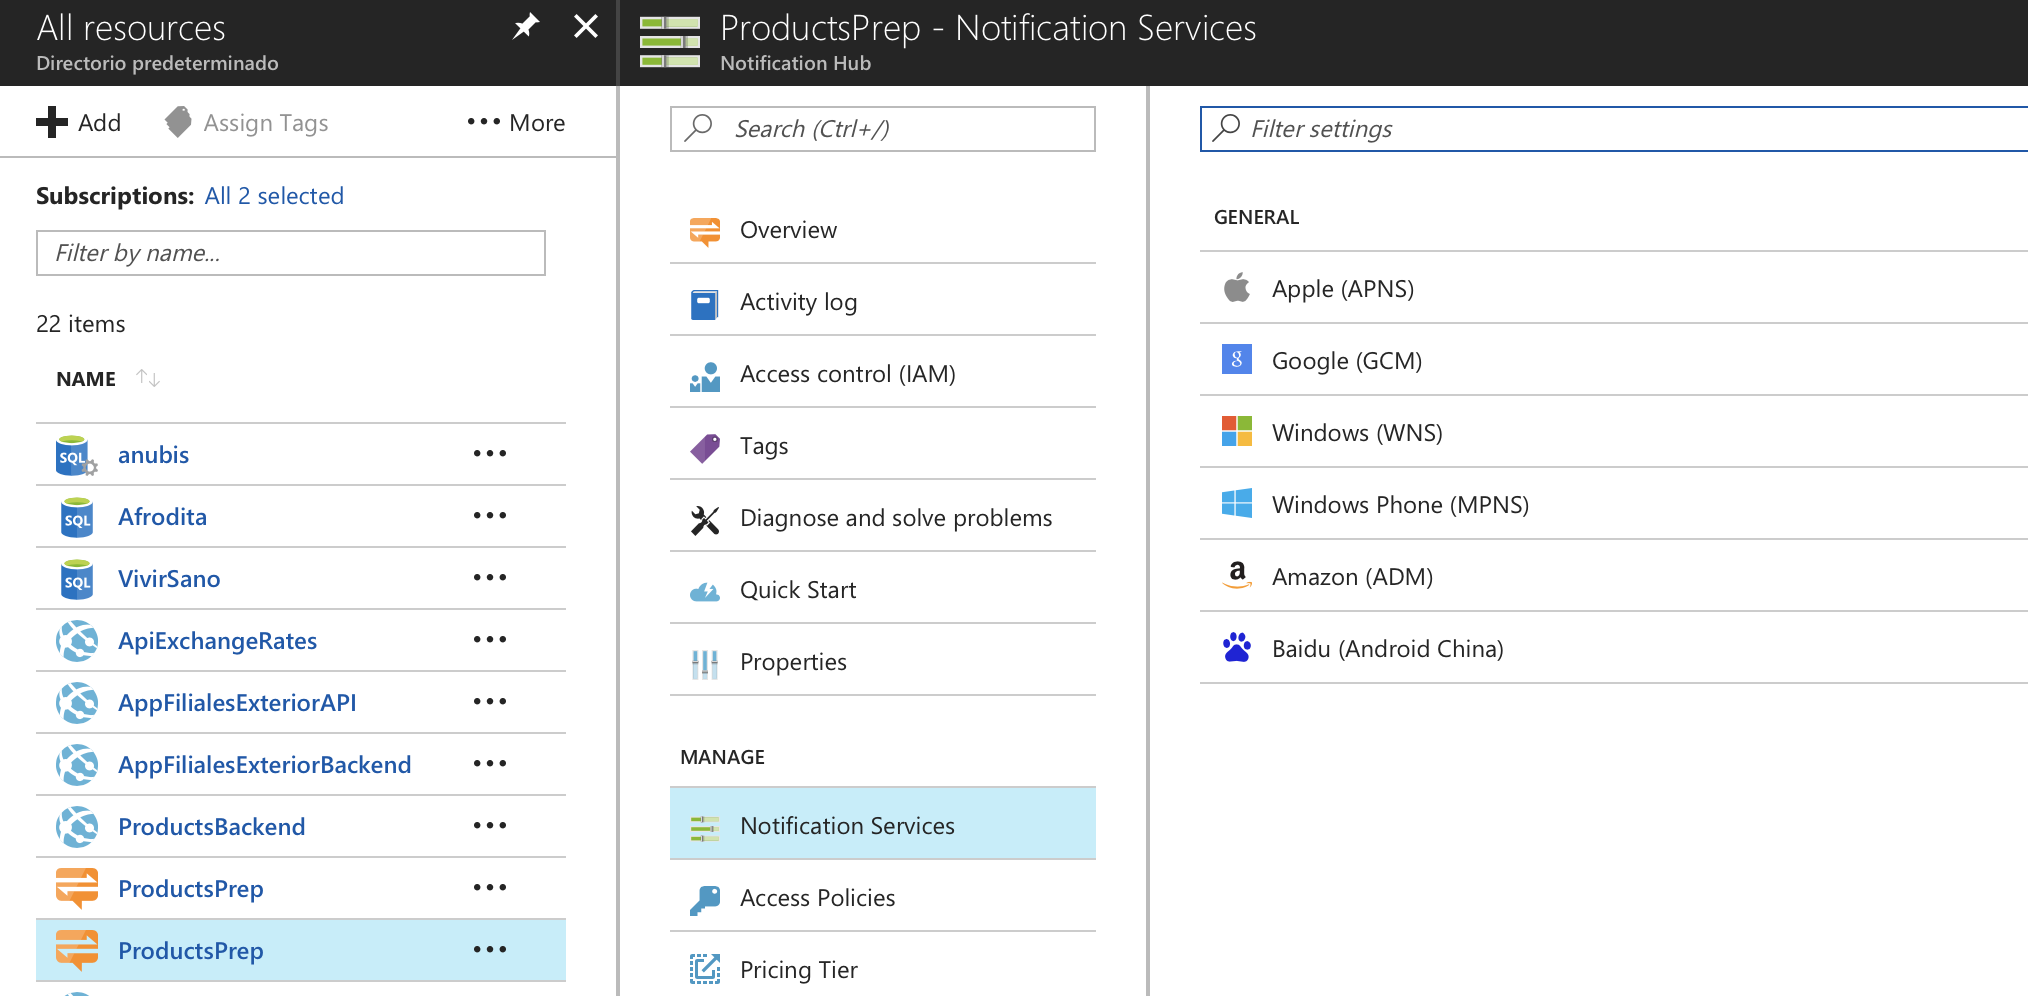 All resources
Directorio predeterminado
Add
Assign Tags
More
Subscriptions: All 2 selected
Filter by name...
22 items
NAME
SQL anubis
SQL Afrodita
SQL VivirSano
ApiExchangeRates
AppFilialesExteriorAPI
AppFilialesExteriorBackend
ProductsBackend
ProductsPrep
ProductsPrep
ProductsPrep - Notification Services
Notification Hub
Search (Ctrl+/)
Overview
Activity log
Access control (IAM)
Tags
Diagnose and solve problems
Quick Start
Properties
MANAGE
Notification Services
Access Policies
Pricing Tier
Filter settings
GENERAL
Apple (APNS)
g Google (GCM)
Windows (WNS)
Windows Phone (MPNS)
a Amazon (ADM)
Baidu (Android China)